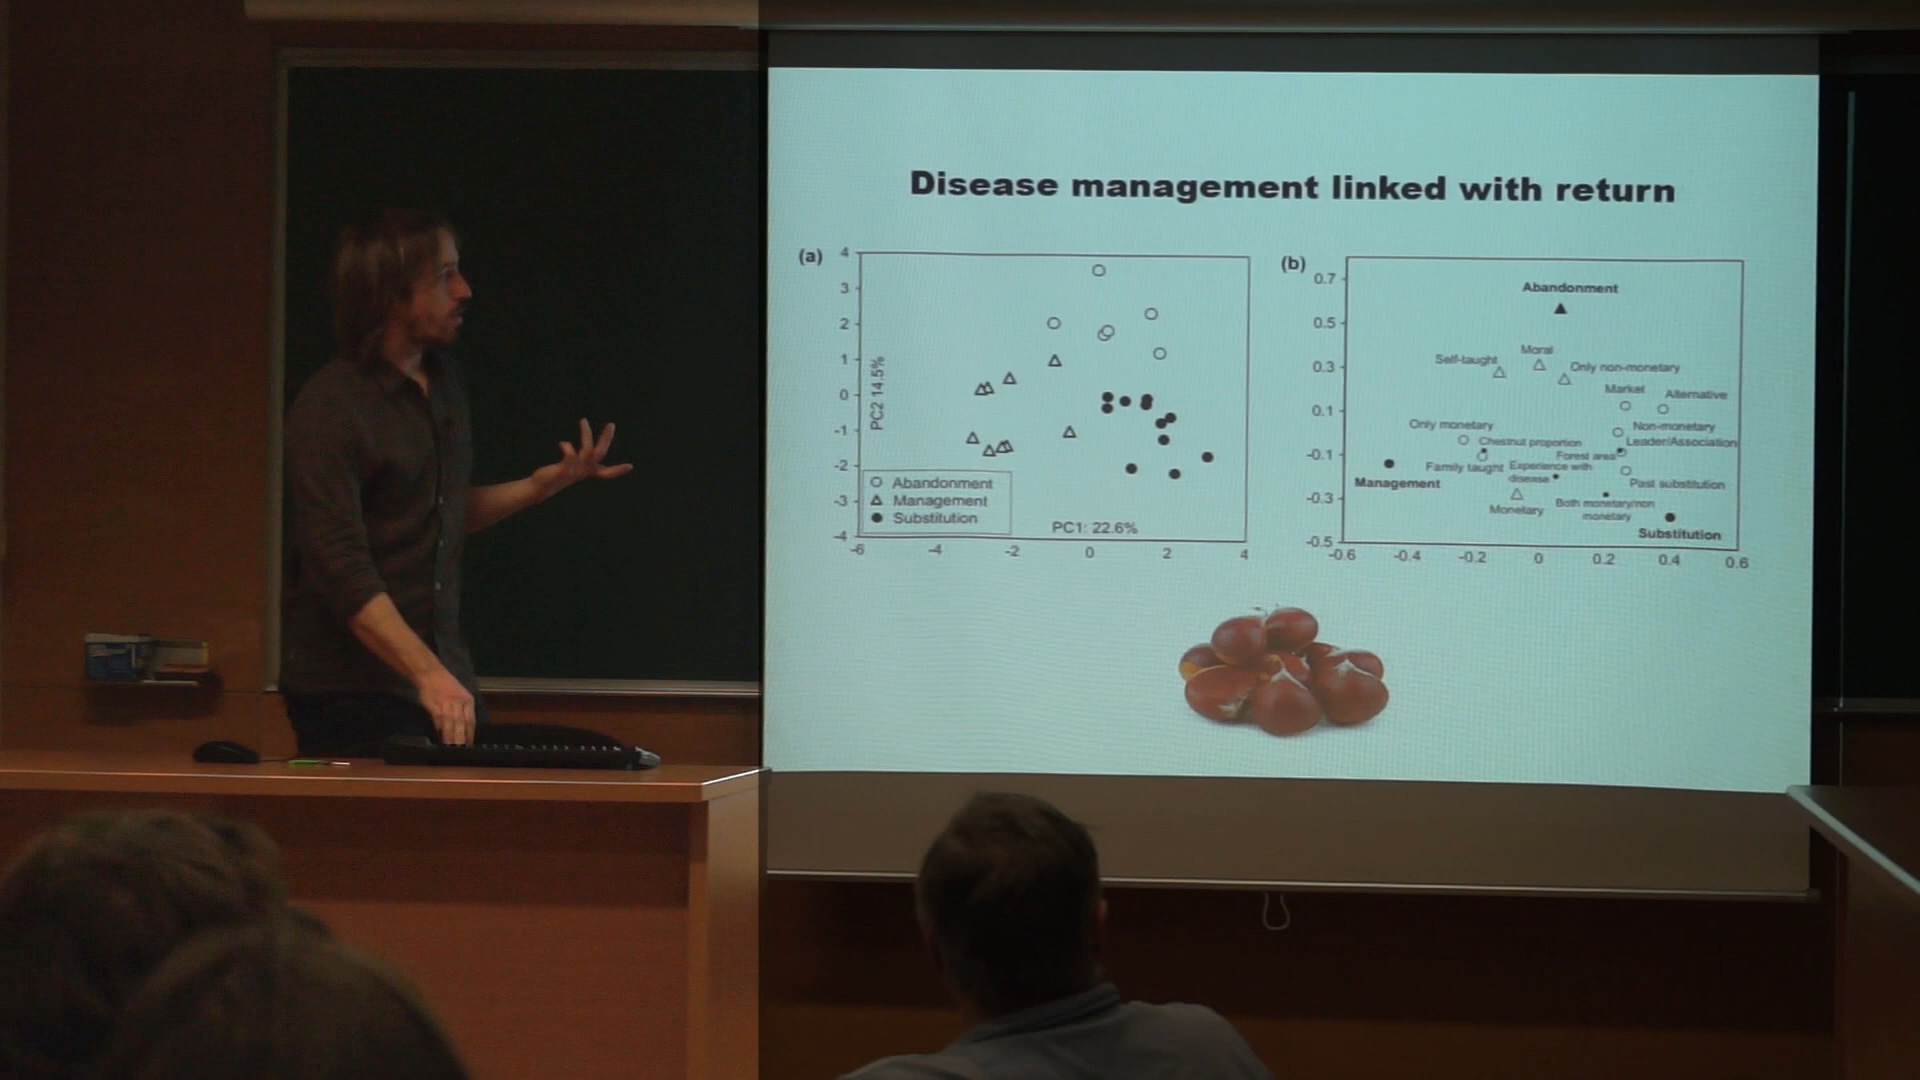 Disease management linked with return
(a)
4
3
2
1
0
-1
-2
-3
-4
PC2 14.5%
Abandonment
Management
Substitution
PC1: 22.6%
-6 -4 -2 0 2 4
(b)
0.7
0.5
0.3
0.1
-0.1
-0.3
-0.5
Abandonment
Moral
Self-taught
Only non-monetary
Market Alternative
Only monetary
Non-monetary
Chestnut proportion
Leader/Association
Forest area
Family taught
Experience with
disease
Management
Past substitution
Monetary
Both monetary/non
monetary
Substitution
-0.6 -0.4 -0.2 0 0.2 0.4 0.6